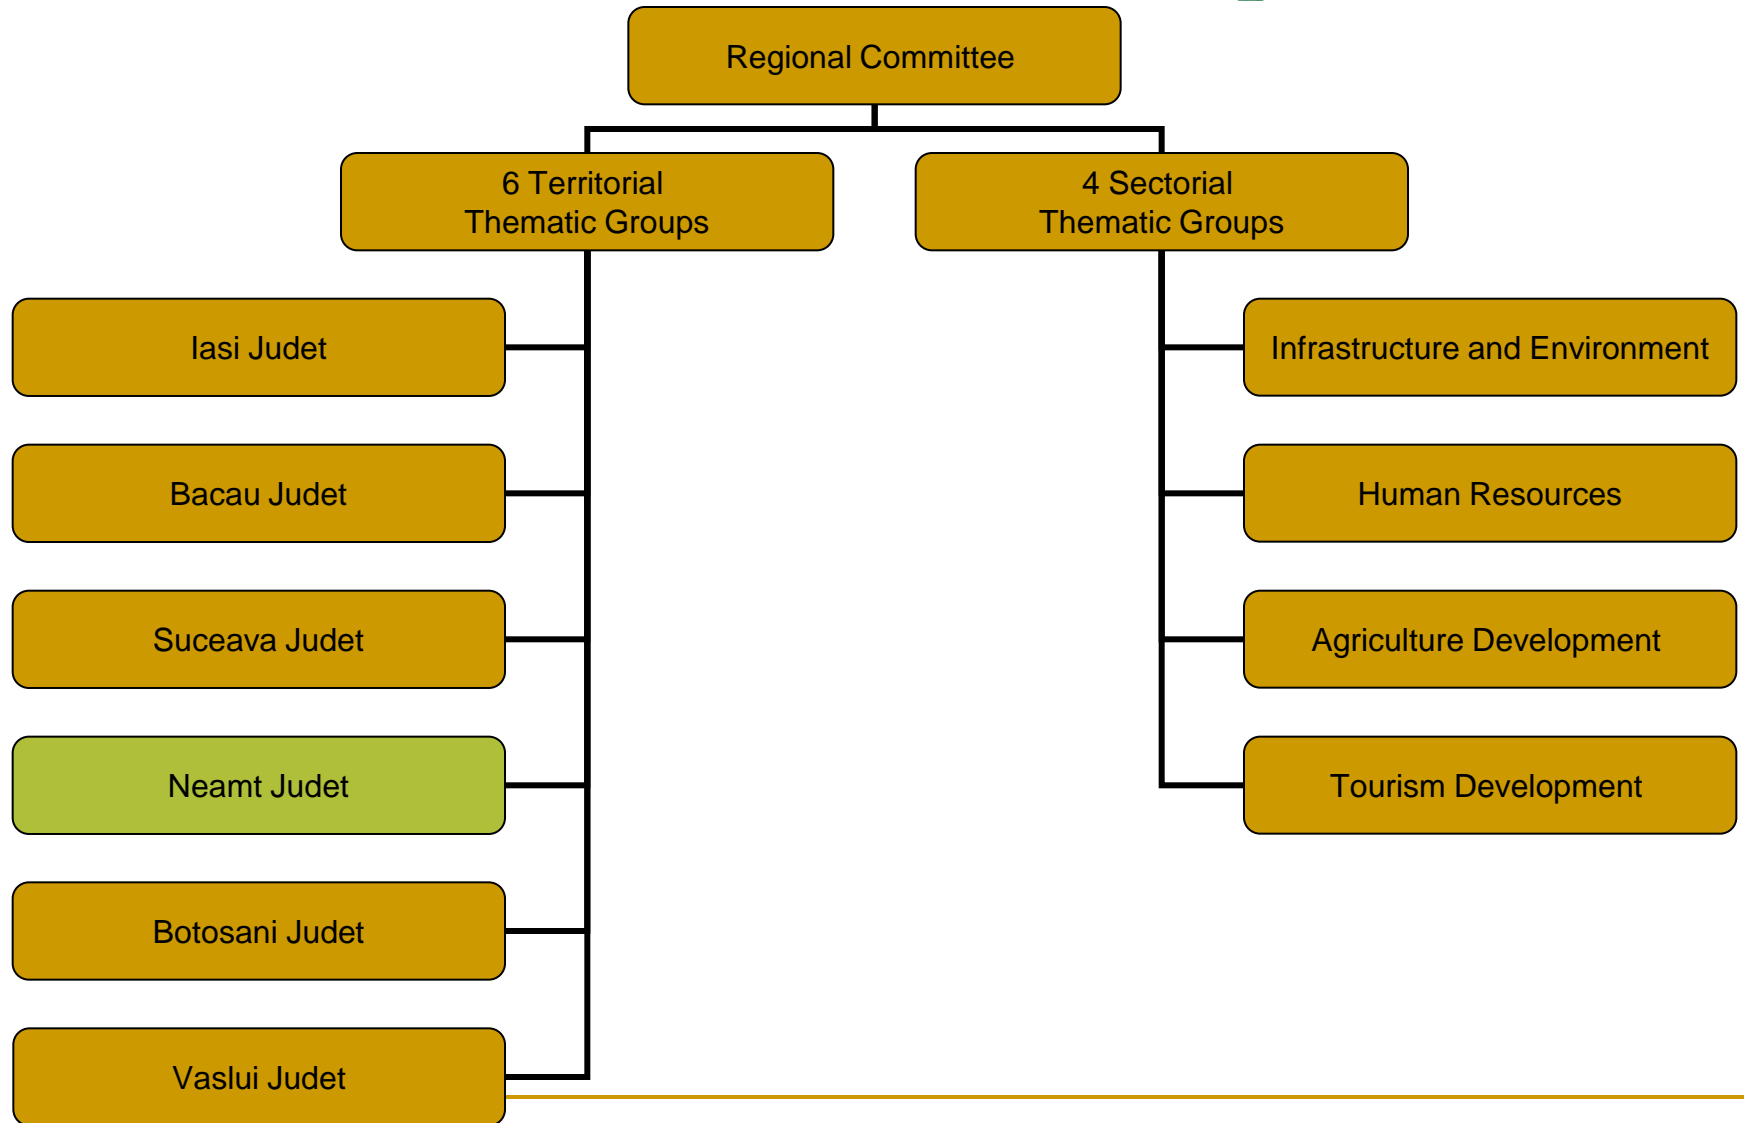 Regional Committee
6 Territorial
Thematic Groups
4 Sectorial
Thematic Groups
Iasi Judet
Bacau Judet
Suceava Judet
Neamt Judet
Botosani Judet
Vaslui Judet
Infrastructure and Environment
Human Resources
Agriculture Development
Tourism Development